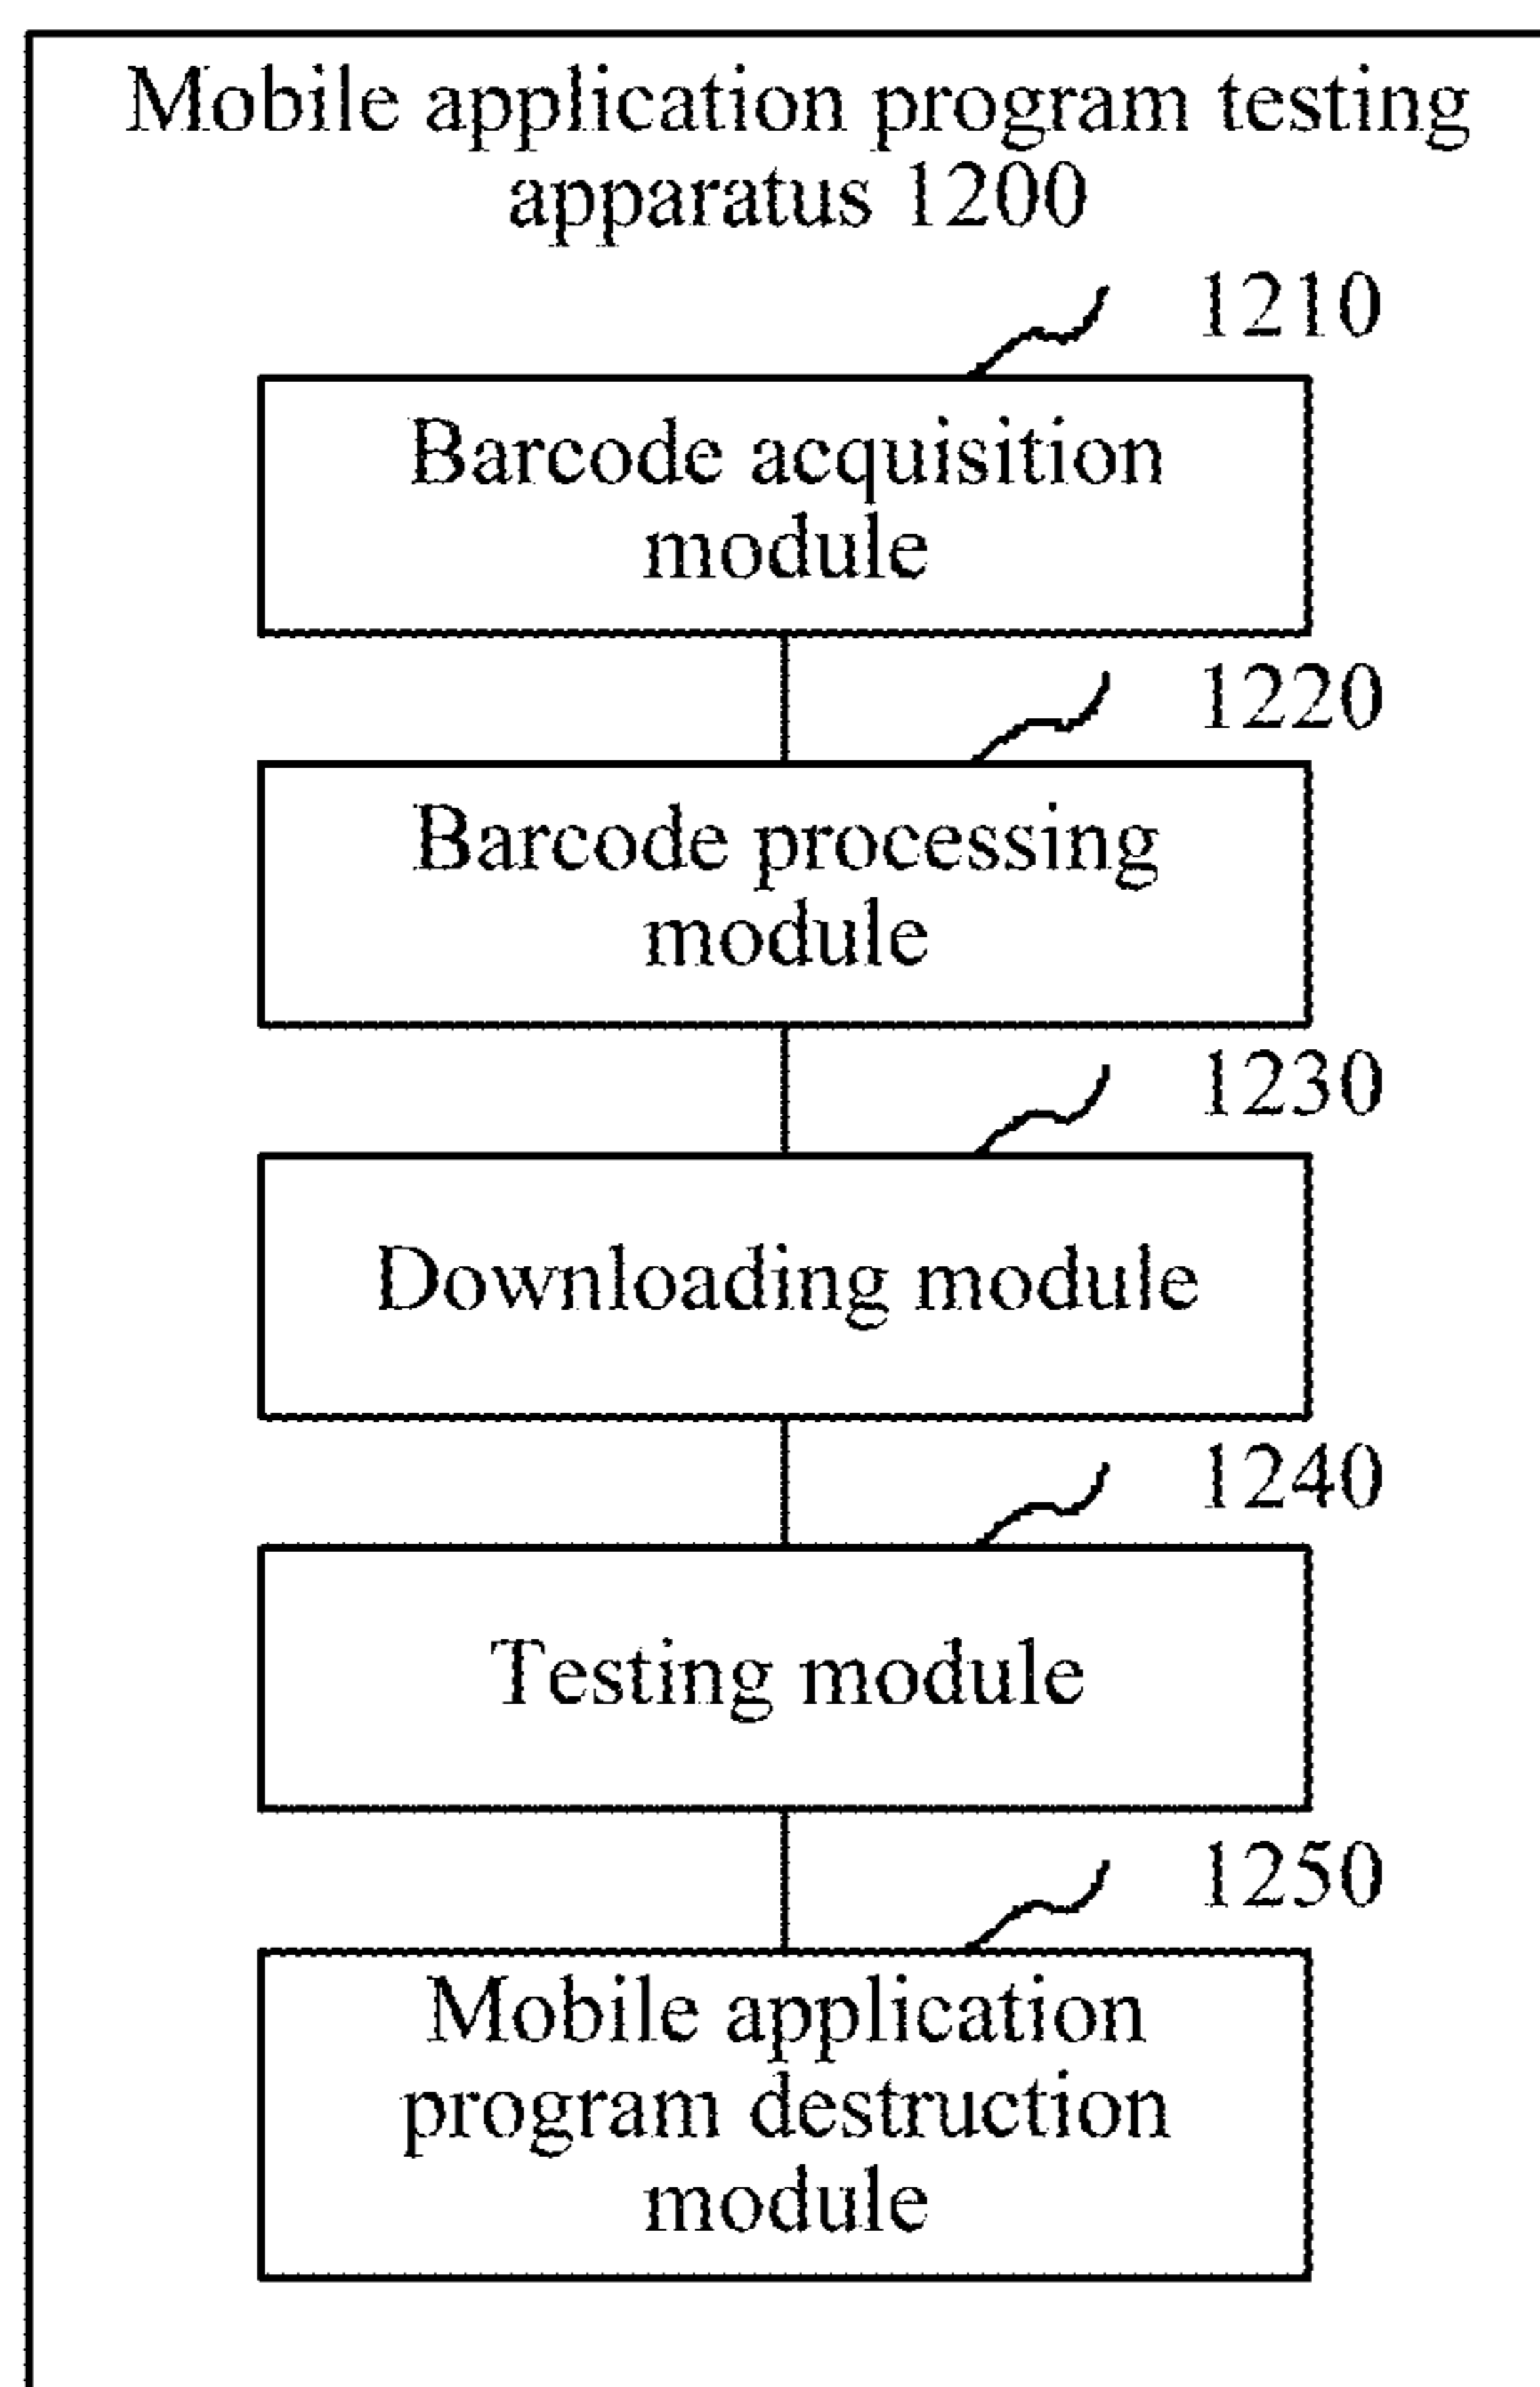 Mobile application program testing
apparatus 1200
1210
Barcode acquisition
module
1220
Barcode processing
module
1230
Downloading module
1240
Testing module
1250
Mobile application
program destruction
module